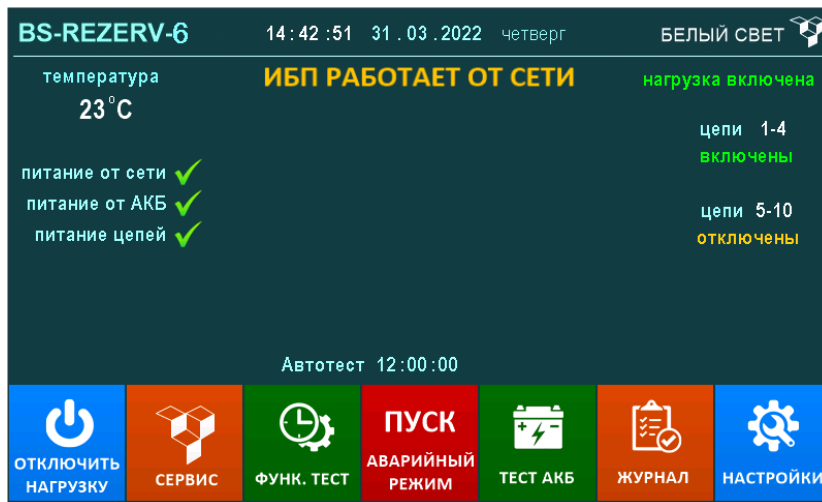 BS-REZERV-6 14:42:51 31.03.2022 четверг БЕЛЫЙ СВЕТ
температура
23°C
ИБП РАБОТАЕТ ОТ СЕТИ
нагрузка включена
цепи 1-4
включены
питание от сети
питание от АКБ
питание цепей
цепи 5-10
отключены
Автотест 12:00:00
ОТКЛЮЧИТЬ
НАГРУЗКУ
СЕРВИС
ФУНК. ТЕСТ
ПУСК
АВАРИЙНЫЙ
РЕЖИМ
ТЕСТ АКБ
ЖУРНАЛ
НАСТРОЙКИ